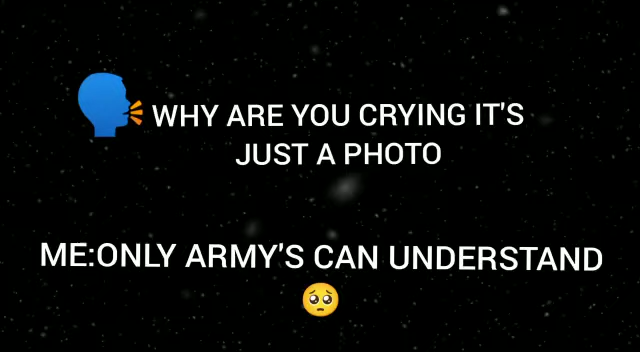 WHY ARE YOU CRYING IT'S
JUST A PHOTO
ME:ONLY ARMY'S CAN UNDERSTAND
🥺